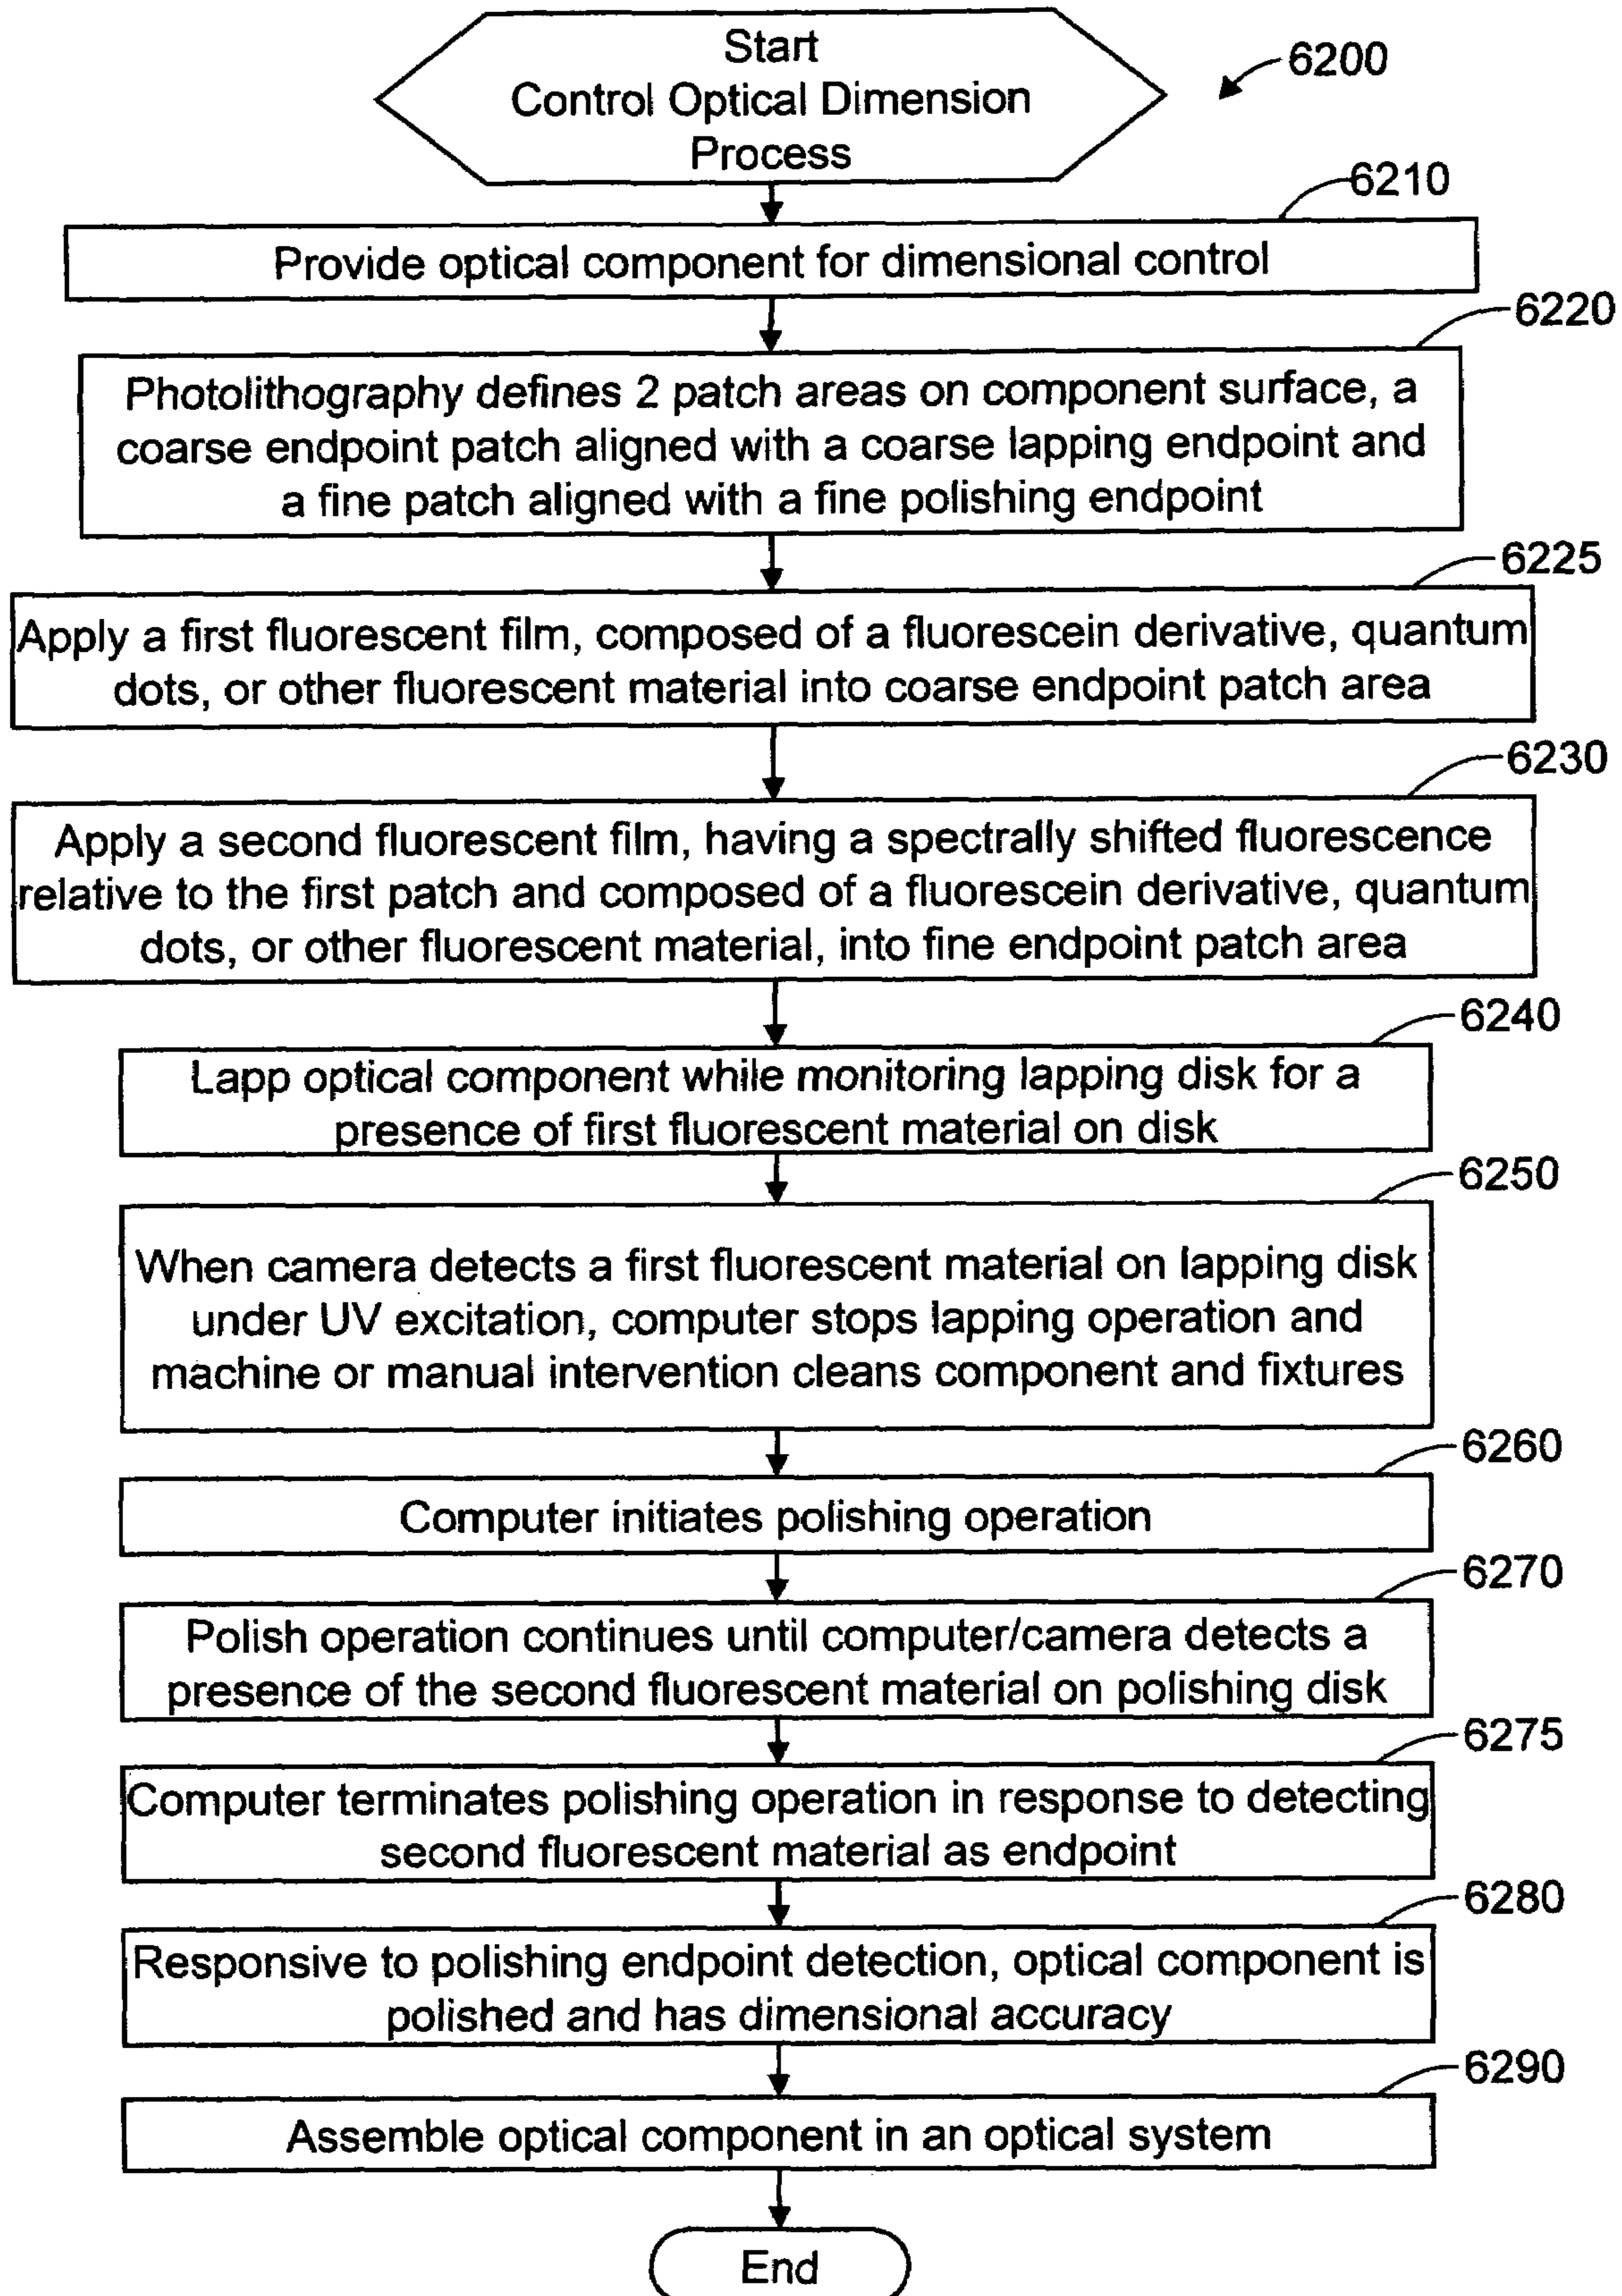 Start
Control Optical Dimension
Process
6200
6210
Provide optical component for dimensional control
6220
Photolithography defines 2 patch areas on component surface, a
coarse endpoint patch aligned with a coarse lapping endpoint and
a fine patch aligned with a fine polishing endpoint
6225
Apply a first fluorescent film, composed of a fluorescein derivative, quantum
dots, or other fluorescent material into coarse endpoint patch area
6230
Apply a second fluorescent film, having a spectrally shifted fluorescence
relative to the first patch and composed of a fluorescein derivative, quantum
dots, or other fluorescent material, into fine endpoint patch area
6240
Lapp optical component while monitoring lapping disk for a
presence of first fluorescent material on disk
6250
When camera detects a first fluorescent material on lapping disk
under UV excitation, computer stops lapping operation and
machine or manual intervention cleans component and fixtures
6260
Computer initiates polishing operation
6270
Polish operation continues until computer/camera detects a
presence of the second fluorescent material on polishing disk
6275
Computer terminates polishing operation in response to detecting
second fluorescent material as endpoint
6280
Responsive to polishing endpoint detection, optical component is
polished and has dimensional accuracy
6290
Assemble optical component in an optical system
End